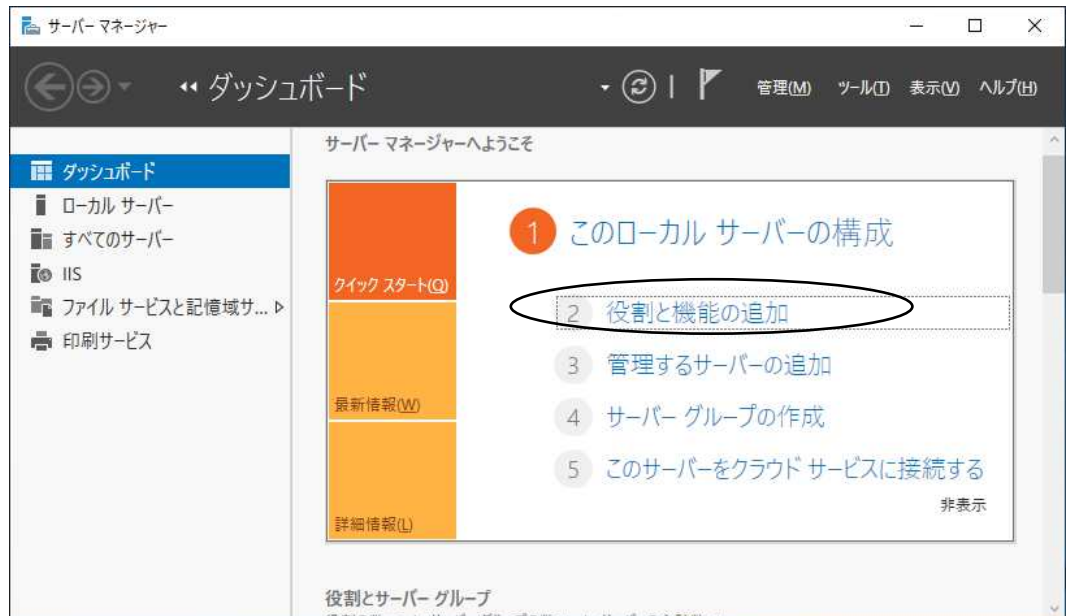 サーバー マネージャー
ダッシュボード
管理(M) ツール(T) 表示(V) ヘルプ(H)
ダッシュボード
ローカル サーバー
すべてのサーバー
IIS
ファイル サービスと記憶域サ...
印刷サービス
サーバー マネージャーへようこそ
クイック スタート(Q)
最新情報(W)
詳細情報(L)
1 このローカル サーバーの構成
2 役割と機能の追加
3 管理するサーバーの追加
4 サーバー グループの作成
5 このサーバーをクラウド サービスに接続する
非表示
役割とサーバー グループ